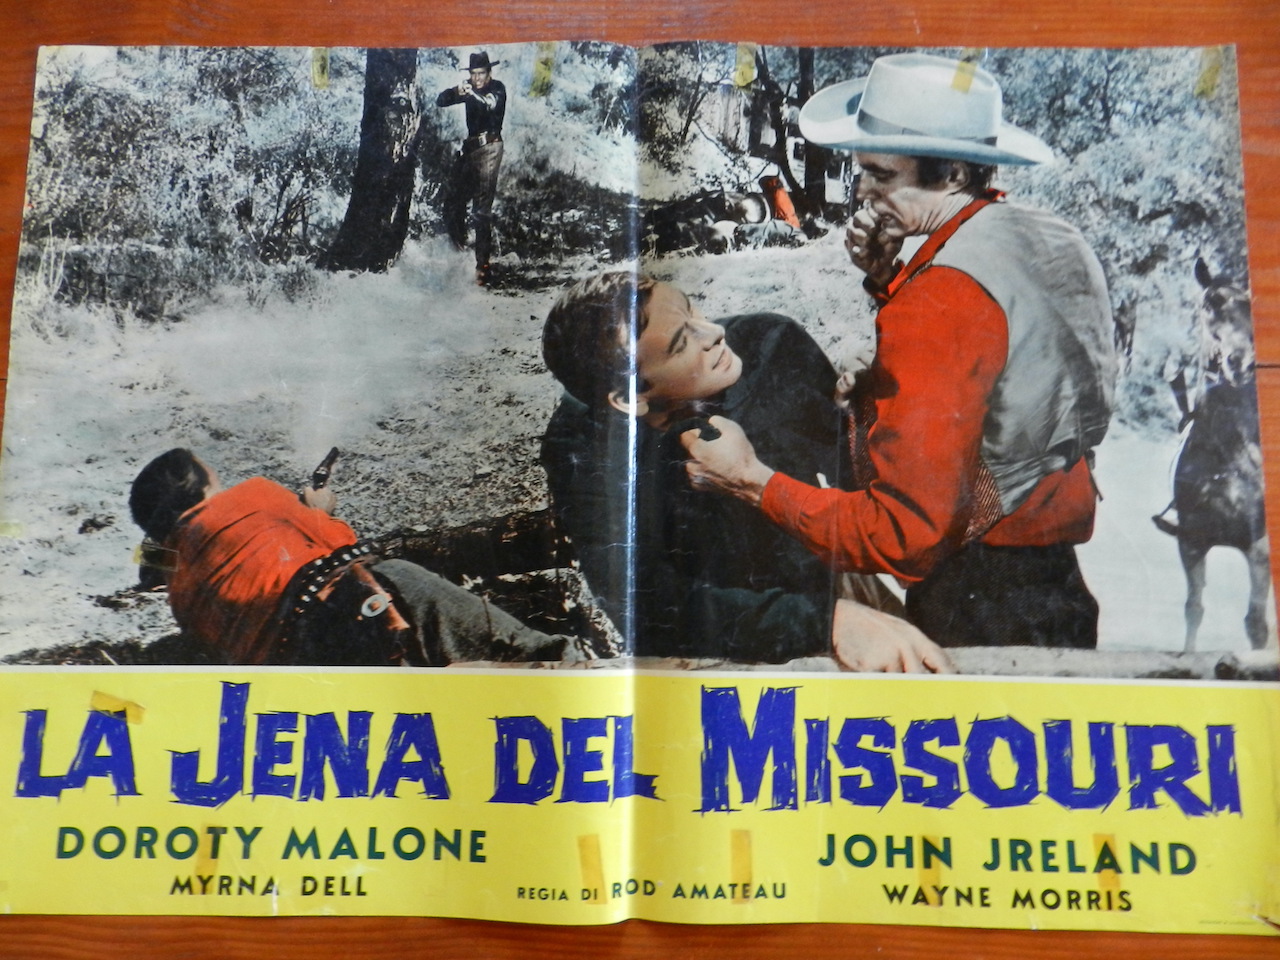 LA JENA DEL MISSOURI
DOROTY MALONE JOHN JRELAND
MYRNA DELL REGIA DI ROD AMATEAU WAYNE MORRIS